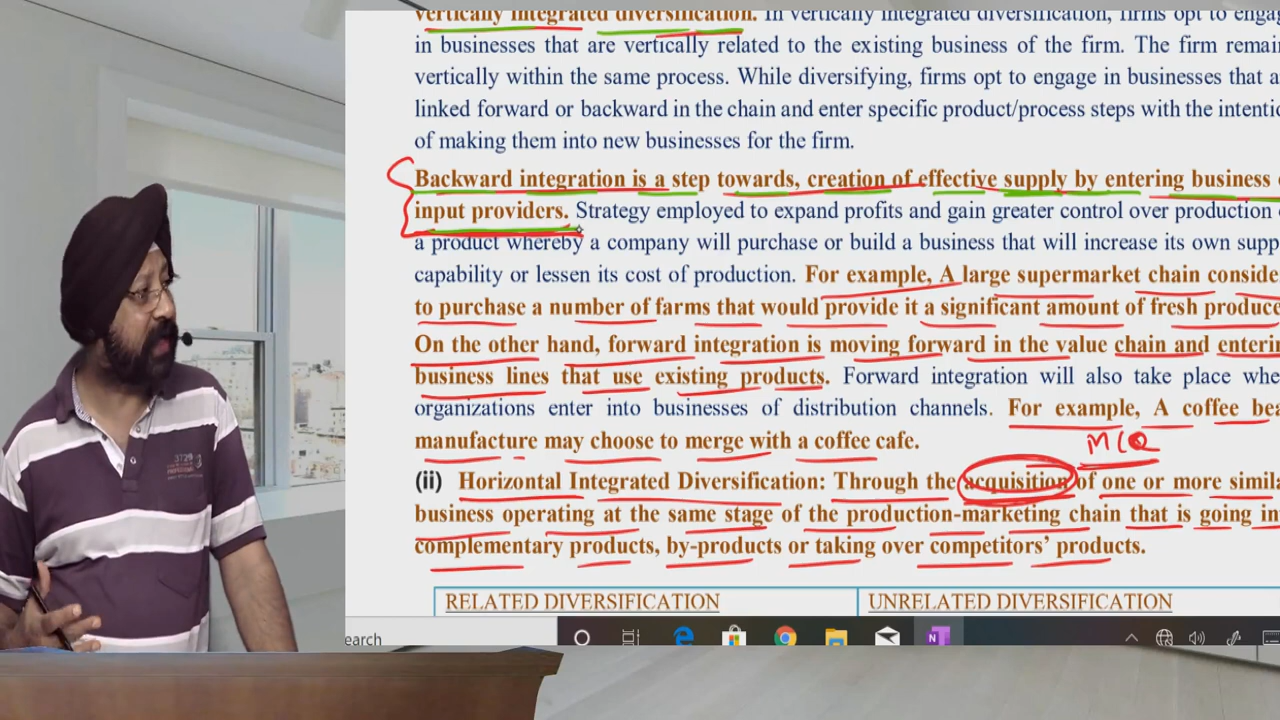 vertically integrated diversification. In vertically integrated diversification, firms opt to engag
in businesses that are vertically related to the existing business of the firm. The firm remain
vertically within the same process. While diversifying, firms opt to engage in businesses that a
linked forward or backward in the chain and enter specific product/process steps with the intentio
of making them into new businesses for the firm.
Backward integration is a step towards, creation of effective supply by entering business o
input providers. Strategy employed to expand profits and gain greater control over production
a product whereby a company will purchase or build a business that will increase its own supp
capability or lessen its cost of production. For example, A large supermarket chain conside
to purchase a number of farms that would provide it a significant amount of fresh produce
On the other hand, forward integration is moving forward in the value chain and enterin
business lines that use existing products. Forward integration will also take place whe
organizations enter into businesses of distribution channels. For example, A coffee bea
manufacture may choose to merge with a coffee cafe.
MCQ
(ii) Horizontal Integrated Diversification: Through the acquisition of one or more simila
business operating at the same stage of the production-marketing chain that is going in
complementary products, by-products or taking over competitors' products.
RELATED DIVERSIFICATION UNRELATED DIVERSIFICATION
earch
3729